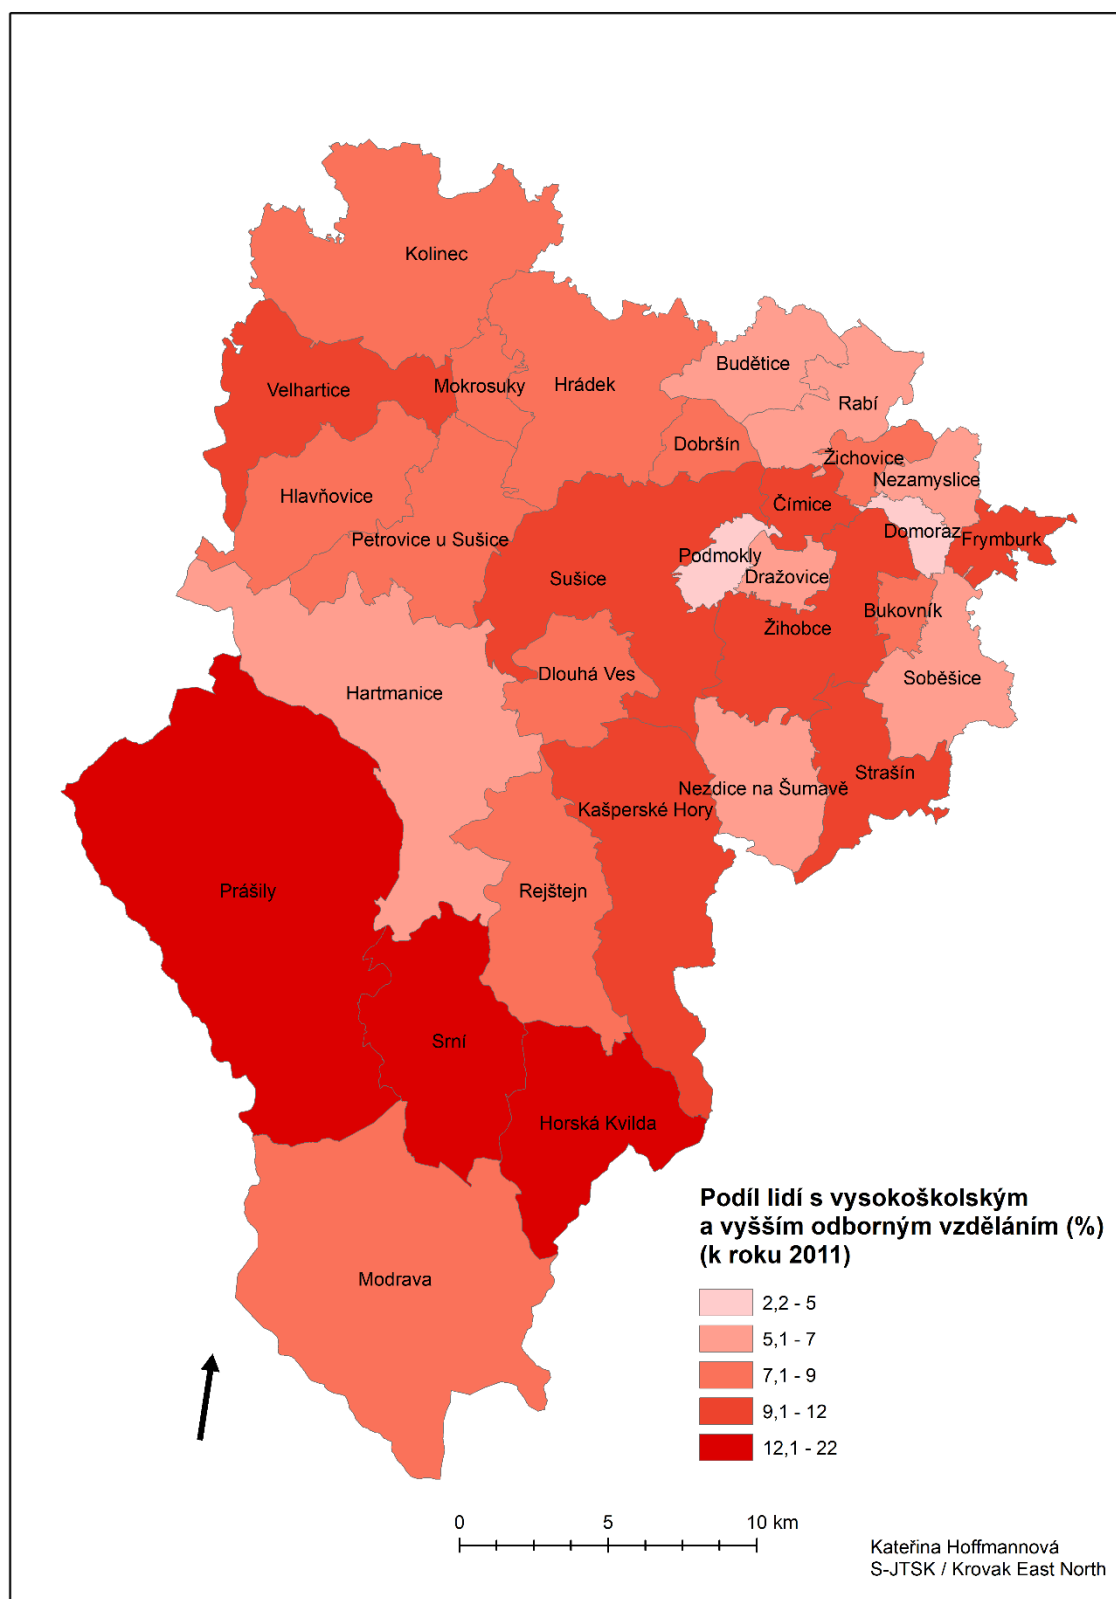 Kolinec
Budětice
Velhartice
Mokrosuky
Hrádek
Rabí
Dobršín
Žichovice
Nezamyslice
Hlavňovice
Čímice
Domoraz
Frymburk
Petrovice u Sušice
Podmokly
Sušice
Dražovice
Bukovník
Žihobce
Dlouhá Ves
Soběšice
Hartmanice
Strašín
Nezdice na Šumavě
Kašperské Hory
Prášily
Rejštejn
Srní
Horská Kvilda
Modrava
Podíl lidí s vysokoškolským
a vyšším odborným vzděláním (%)
(k roku 2011)
2,2 - 5
5,1 - 7
7,1 - 9
9,1 - 12
12,1 - 22
0 5 10 km
Kateřina Hoffmannová
S-JTSK / Krovak East North